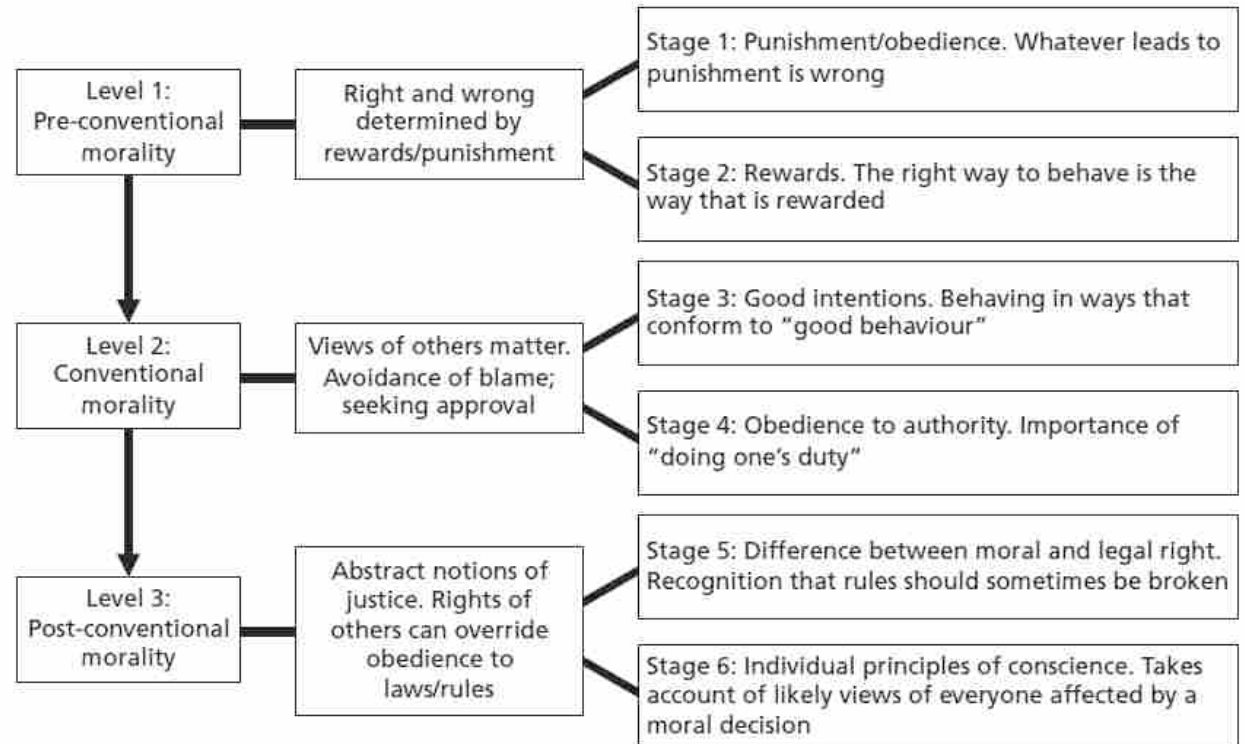 Level 1:
Pre-conventional
morality
Right and wrong
determined by
rewards/punishment
Stage 1: Punishment/obedience. Whatever leads to
punishment is wrong
Stage 2: Rewards. The right way to behave is the
way that is rewarded
Level 2:
Conventional
morality
Views of others matter.
Avoidance of blame;
seeking approval
Stage 3: Good intentions. Behaving in ways that
conform to “good behaviour”
Stage 4: Obedience to authority. Importance of
“doing one’s duty”
Level 3:
Post-conventional
morality
Abstract notions of
justice. Rights of
others can override
obedience to
laws/rules
Stage 5: Difference between moral and legal right.
Recognition that rules should sometimes be broken
Stage 6: Individual principles of conscience. Takes
account of likely views of everyone affected by a
moral decision